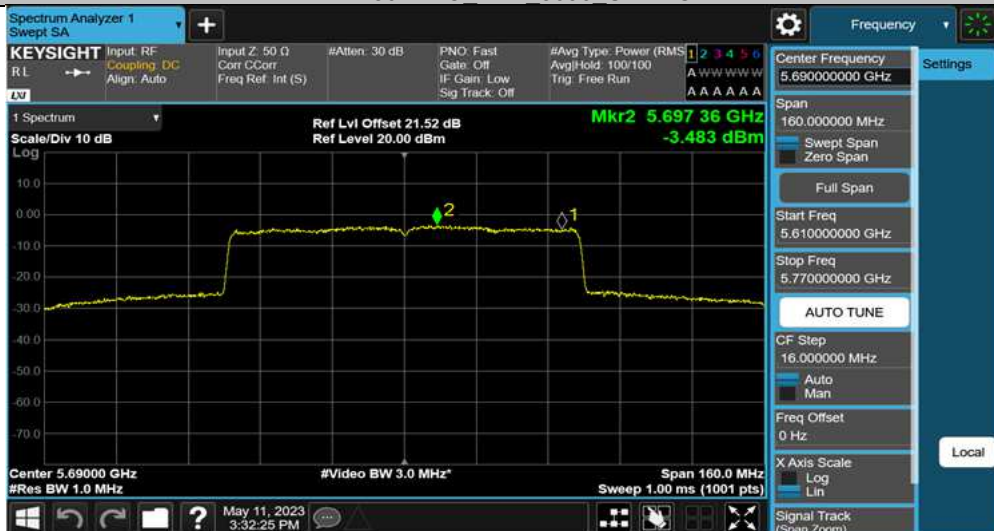 Spectrum Analyzer 1
Swept SA
Frequency
KEYSIGHT
RL
LXI
Input: RF
Coupling: DC
Align: Auto
Input Z: 50 Ω
Corr CCorr
Freq Ref: Int (S)
#Atten: 30 dB
PNO: Fast
Gate: Off
IF Gain: Low
Sig Track: Off
#Avg Type: Power (RMS
Avg|Hold: 100/100
Trig: Free Run
1 2 3 4 5 6
A W W W W W
A A A A A A
1 Spectrum
Scale/Div 10 dB
Log
Ref Lvl Offset 21.52 dB
Ref Level 20.00 dBm
Mkr2 5.697 36 GHz
-3.483 dBm
10.0
0.00
-10.0
-20.0
-30.0
-40.0
-50.0
-60.0
-70.0
2
1
Center 5.69000 GHz
#Res BW 1.0 MHz
#Video BW 3.0 MHz*
Span 160.0 MHz
Sweep 1.00 ms (1001 pts)
May 11, 2023
3:32:25 PM
Center Frequency
5.690000000 GHz
Span
160.000000 MHz
Swept Span
Zero Span
Full Span
Start Freq
5.610000000 GHz
Stop Freq
5.770000000 GHz
AUTO TUNE
CF Step
16.000000 MHz
Auto
Man
Freq Offset
0 Hz
X Axis Scale
Log
Lin
Signal Track
(Span Zoom)
Settings
Local